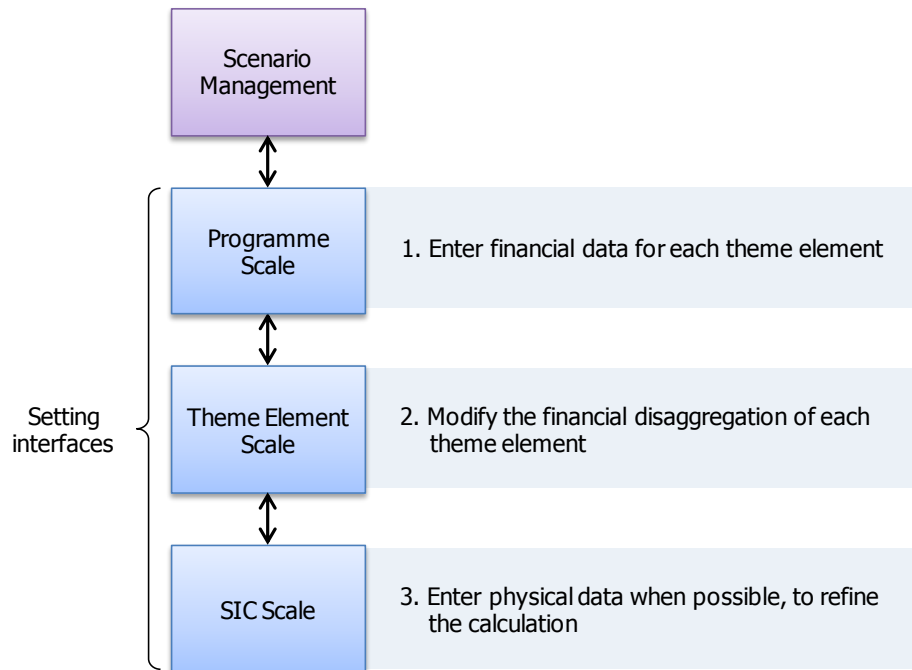 Scenario
Management
Programme
Scale
1. Enter financial data for each theme element
Setting
interfaces
Theme Element
Scale
2. Modify the financial disaggregation of each
theme element
SIC Scale
3. Enter physical data when possible, to refine
the calculation